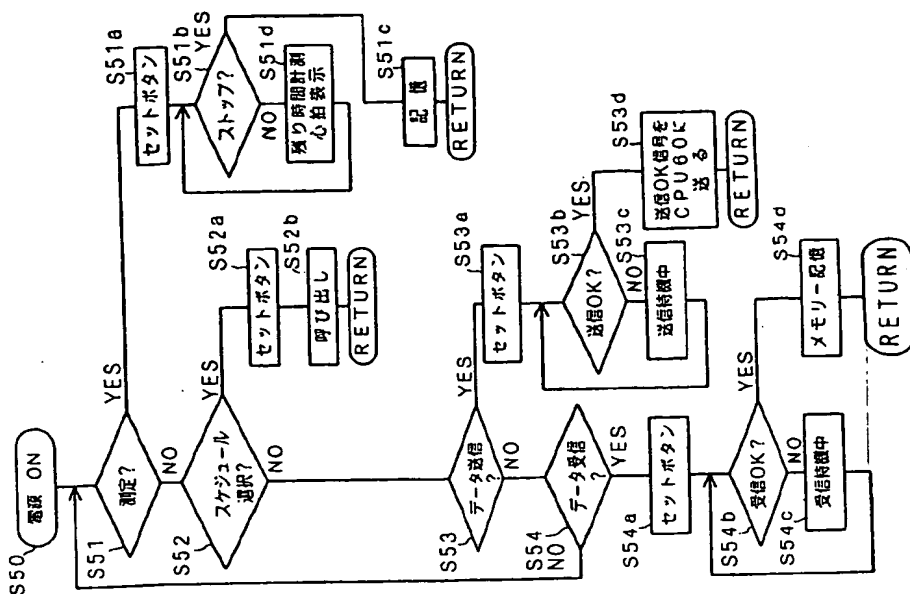 S50
電源 ON
S51
測定?
YES
NO
S51a
セットボタン
S51b
ストップ?
YES
NO
S51d
残り時間計測
心拍表示
S51c
記憶
RETURN
S52
スケジュール
選択?
YES
NO
S52a
セットボタン
S52b
呼び出し
RETURN
S53
データ送信
?
YES
NO
S53a
セットボタン
S53b
送信OK?
YES
NO
S53c
送信待機中
S53d
送信OK信号を
CPU60に
送る
RETURN
S54
データ受信
?
NO
YES
S54a
セットボタン
S54b
受信OK?
YES
NO
S54c
受信待機中
S54d
メモリー記憶
RETURN